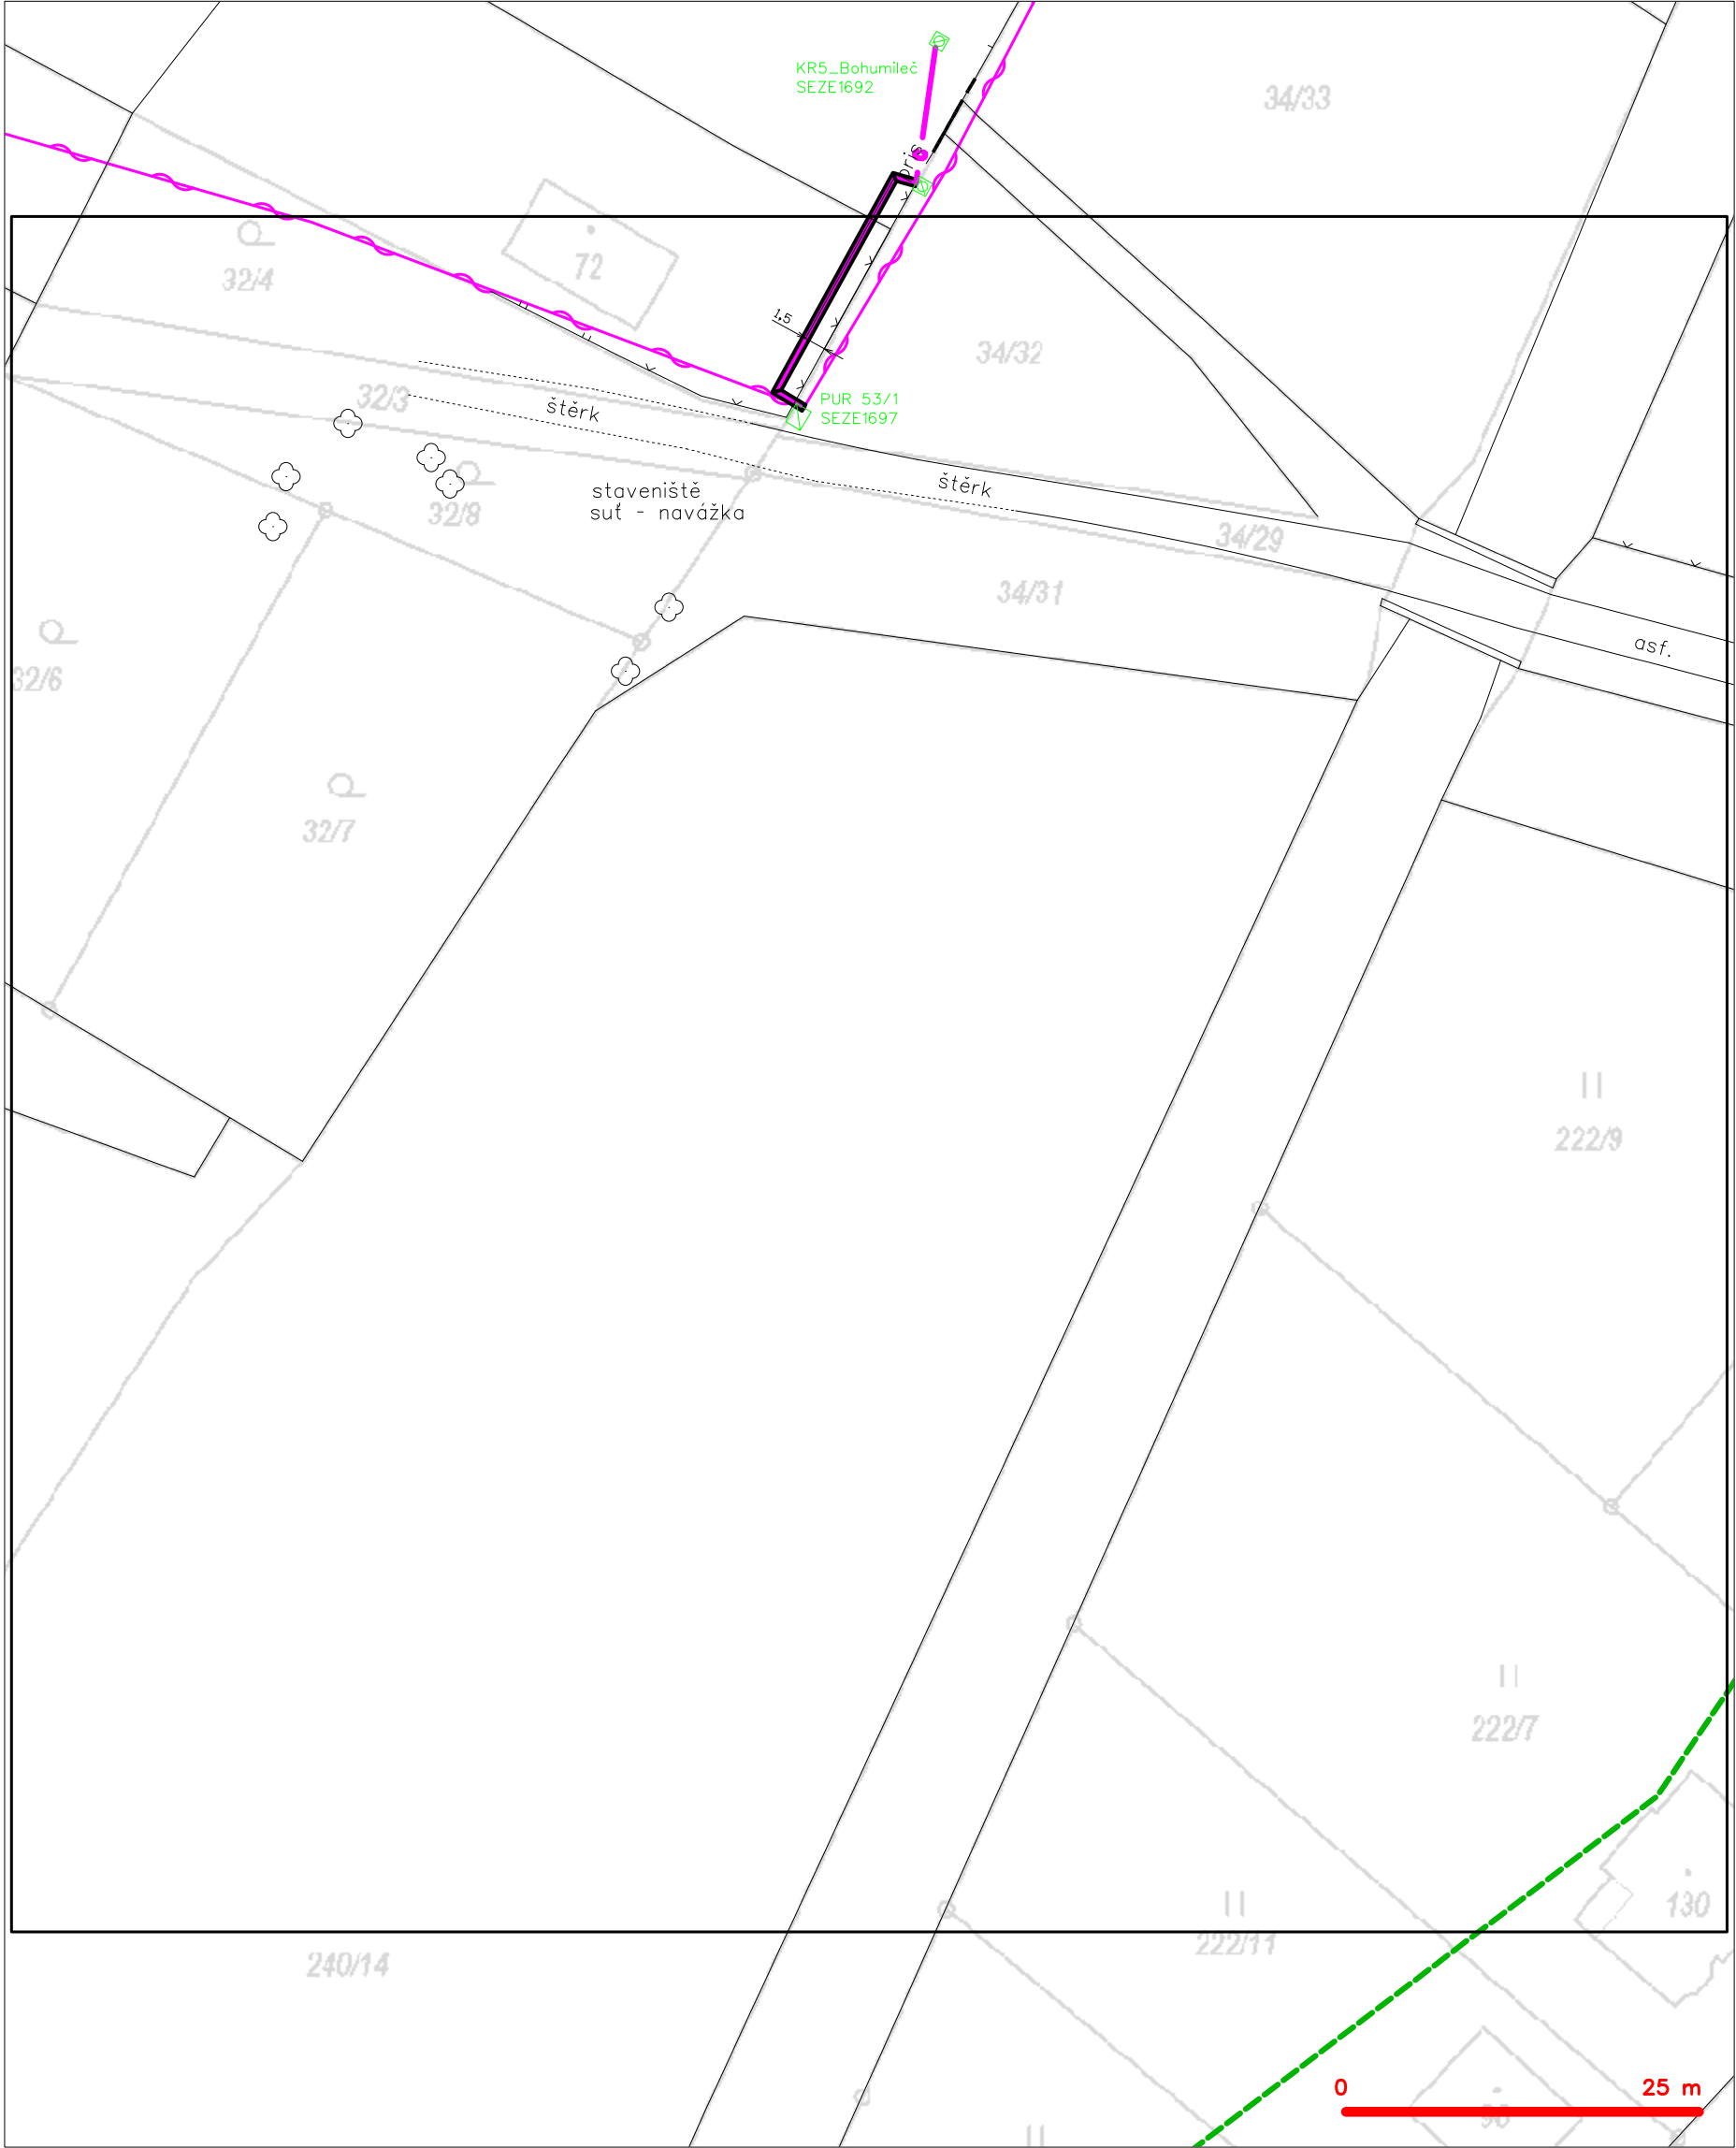 KR5_Bohumileč
SEZE1692
34/33
32/4
72
1,5
34/32
32/3
štěrk
PUR 53/1
SEZE1697
štěrk
32/8
staveniště
suť - navážka
34/29
34/31
asf.
32/6
32/7
222/9
222/7
130
222/11
240/14
0
25 m